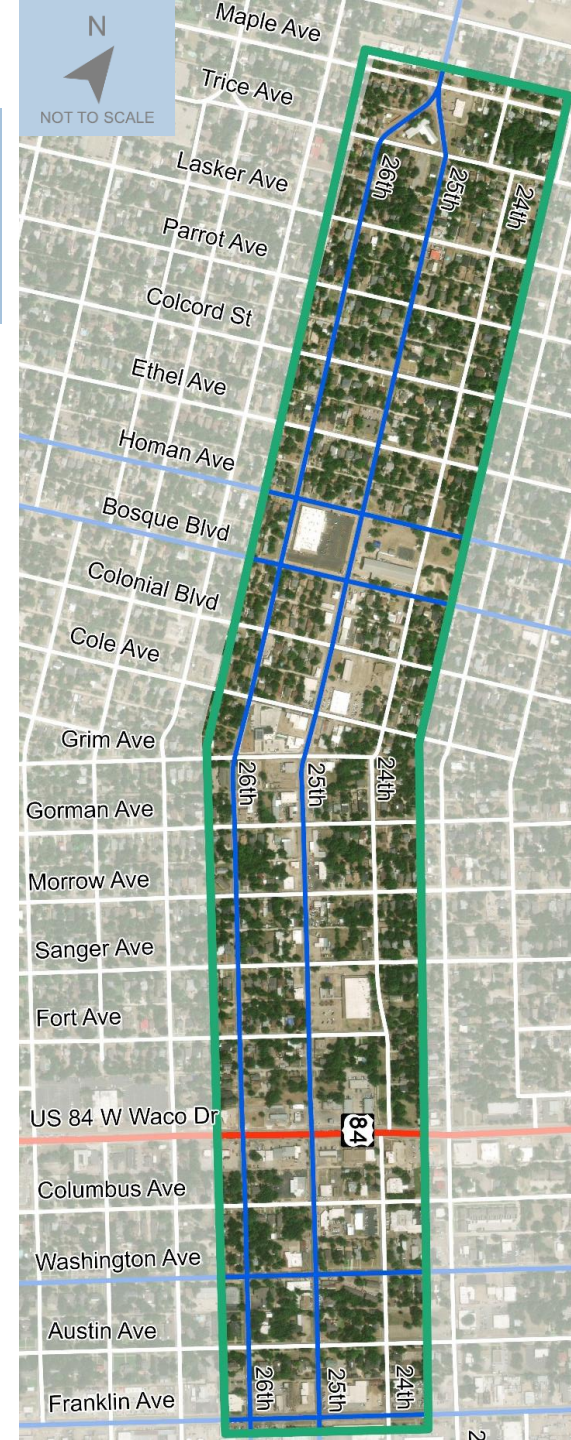 N
NOT TO SCALE
Maple Ave
Trice Ave
Lasker Ave
26th
25th
24th
Parrot Ave
Colcord St
Ethel Ave
Homan Ave
Bosque Blvd
Colonial Blvd
Cole Ave
Grim Ave
26th
25th
24th
Gorman Ave
Morrow Ave
Sanger Ave
Fort Ave
US 84 W Waco Dr
84
Columbus Ave
Washington Ave
Austin Ave
Franklin Ave
26th
25th
24th
2